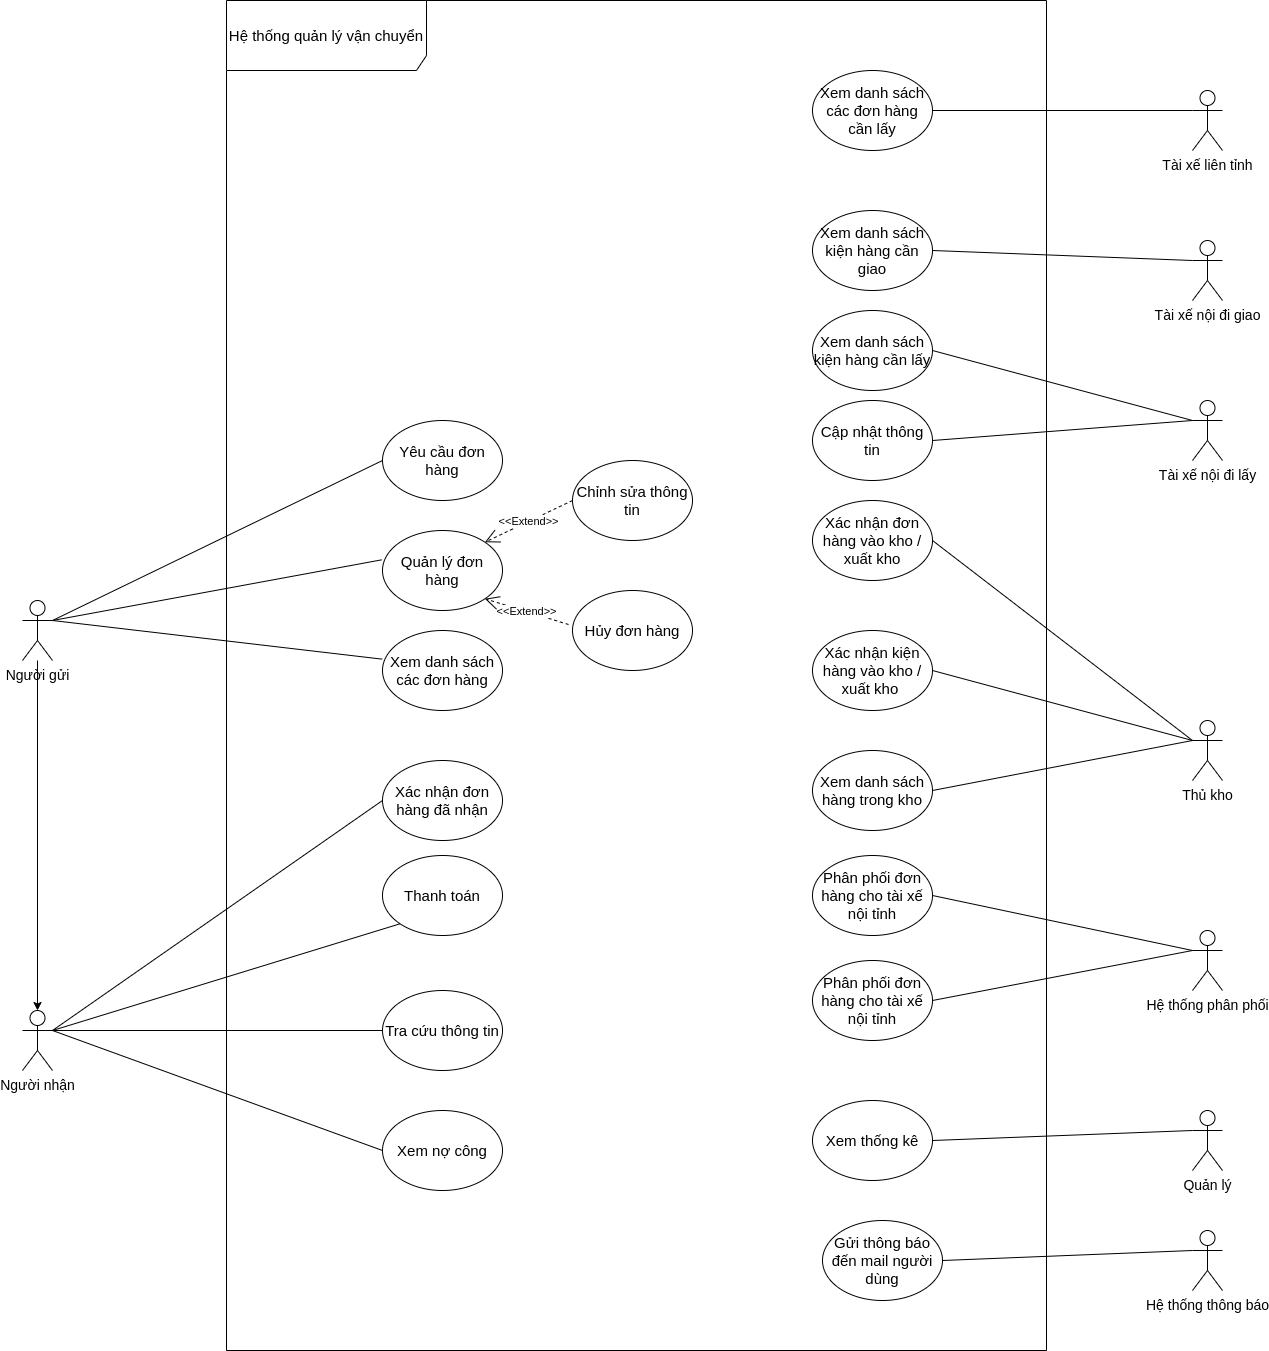 Hệ thống quản lý vận chuyển
Xem danh sách
các đơn hàng
cần lấy
Tài xế liên tỉnh
Xem danh sách
kiện hàng cần
giao
Tài xế nội đi giao
Xem danh sách
kiện hàng cần lấy
Cập nhật thông
tin
Tài xế nội đi lấy
Yêu cầu đơn
hàng
Chỉnh sửa thông
tin
<<Extend>>
Quản lý đơn
hàng
<<Extend>>
Hủy đơn hàng
Xem danh sách
các đơn hàng
Người gửi
Xác nhận đơn
hàng vào kho /
xuất kho
Xác nhận kiện
hàng vào kho /
xuất kho
Xem danh sách
hàng trong kho
Thủ kho
Xác nhận đơn
hàng đã nhận
Thanh toán
Tra cứu thông tin
Xem nợ công
Người nhận
Phân phối đơn
hàng cho tài xế
nội tỉnh
Phân phối đơn
hàng cho tài xế
nội tỉnh
Hệ thống phân phối
Xem thống kê
Quản lý
Gửi thông báo
đến mail người
dùng
Hệ thống thông báo